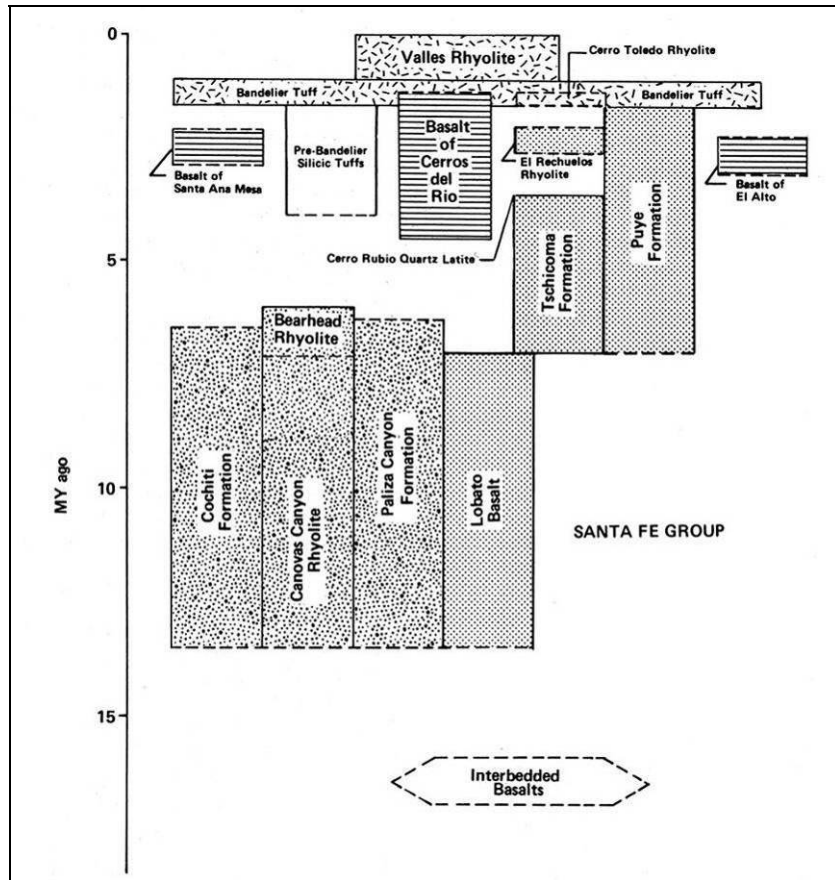 0
Valles Rhyolite
Cerro Toledo Rhyolite
Bandelier Tuff
Bandelier Tuff
Basalt
of
Cerros
del
Rio
Pre-Bandelier
Silicic Tuffs
El Rechuelos
Rhyolite
Basalt of
Santa Ana Mesa
Basalt of
El Alto
Puye
Formation
Cerro Rubio Quartz Latite
Tschicoma
Formation
5
Bearhead
Rhyolite
Cochiti
Formation
Canovas Canyon
Rhyolite
Paliza Canyon
Formation
Lobato
Basalt
MY ago
10
SANTA FE GROUP
15
Interbedded
Basalts